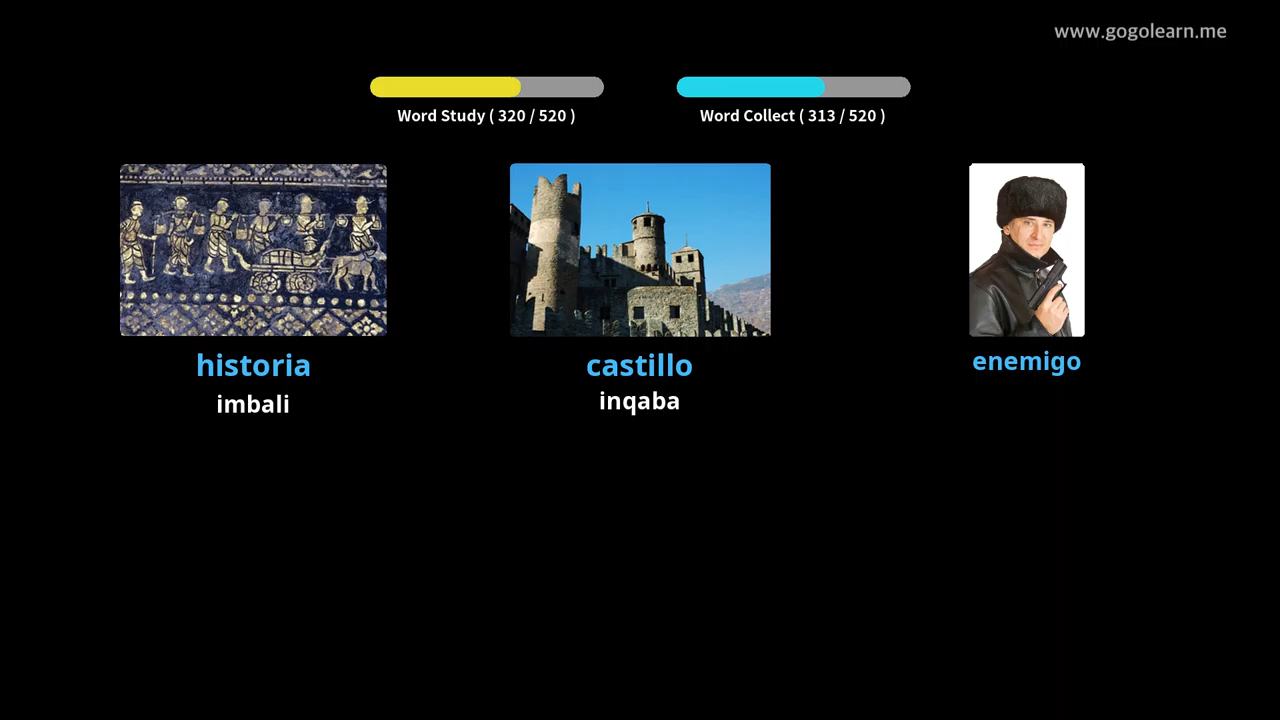 www.gogolearn.me
Word Study ( 320 / 520 )
Word Collect ( 313 / 520 )
historia
castillo
enemigo
imbali
inqaba